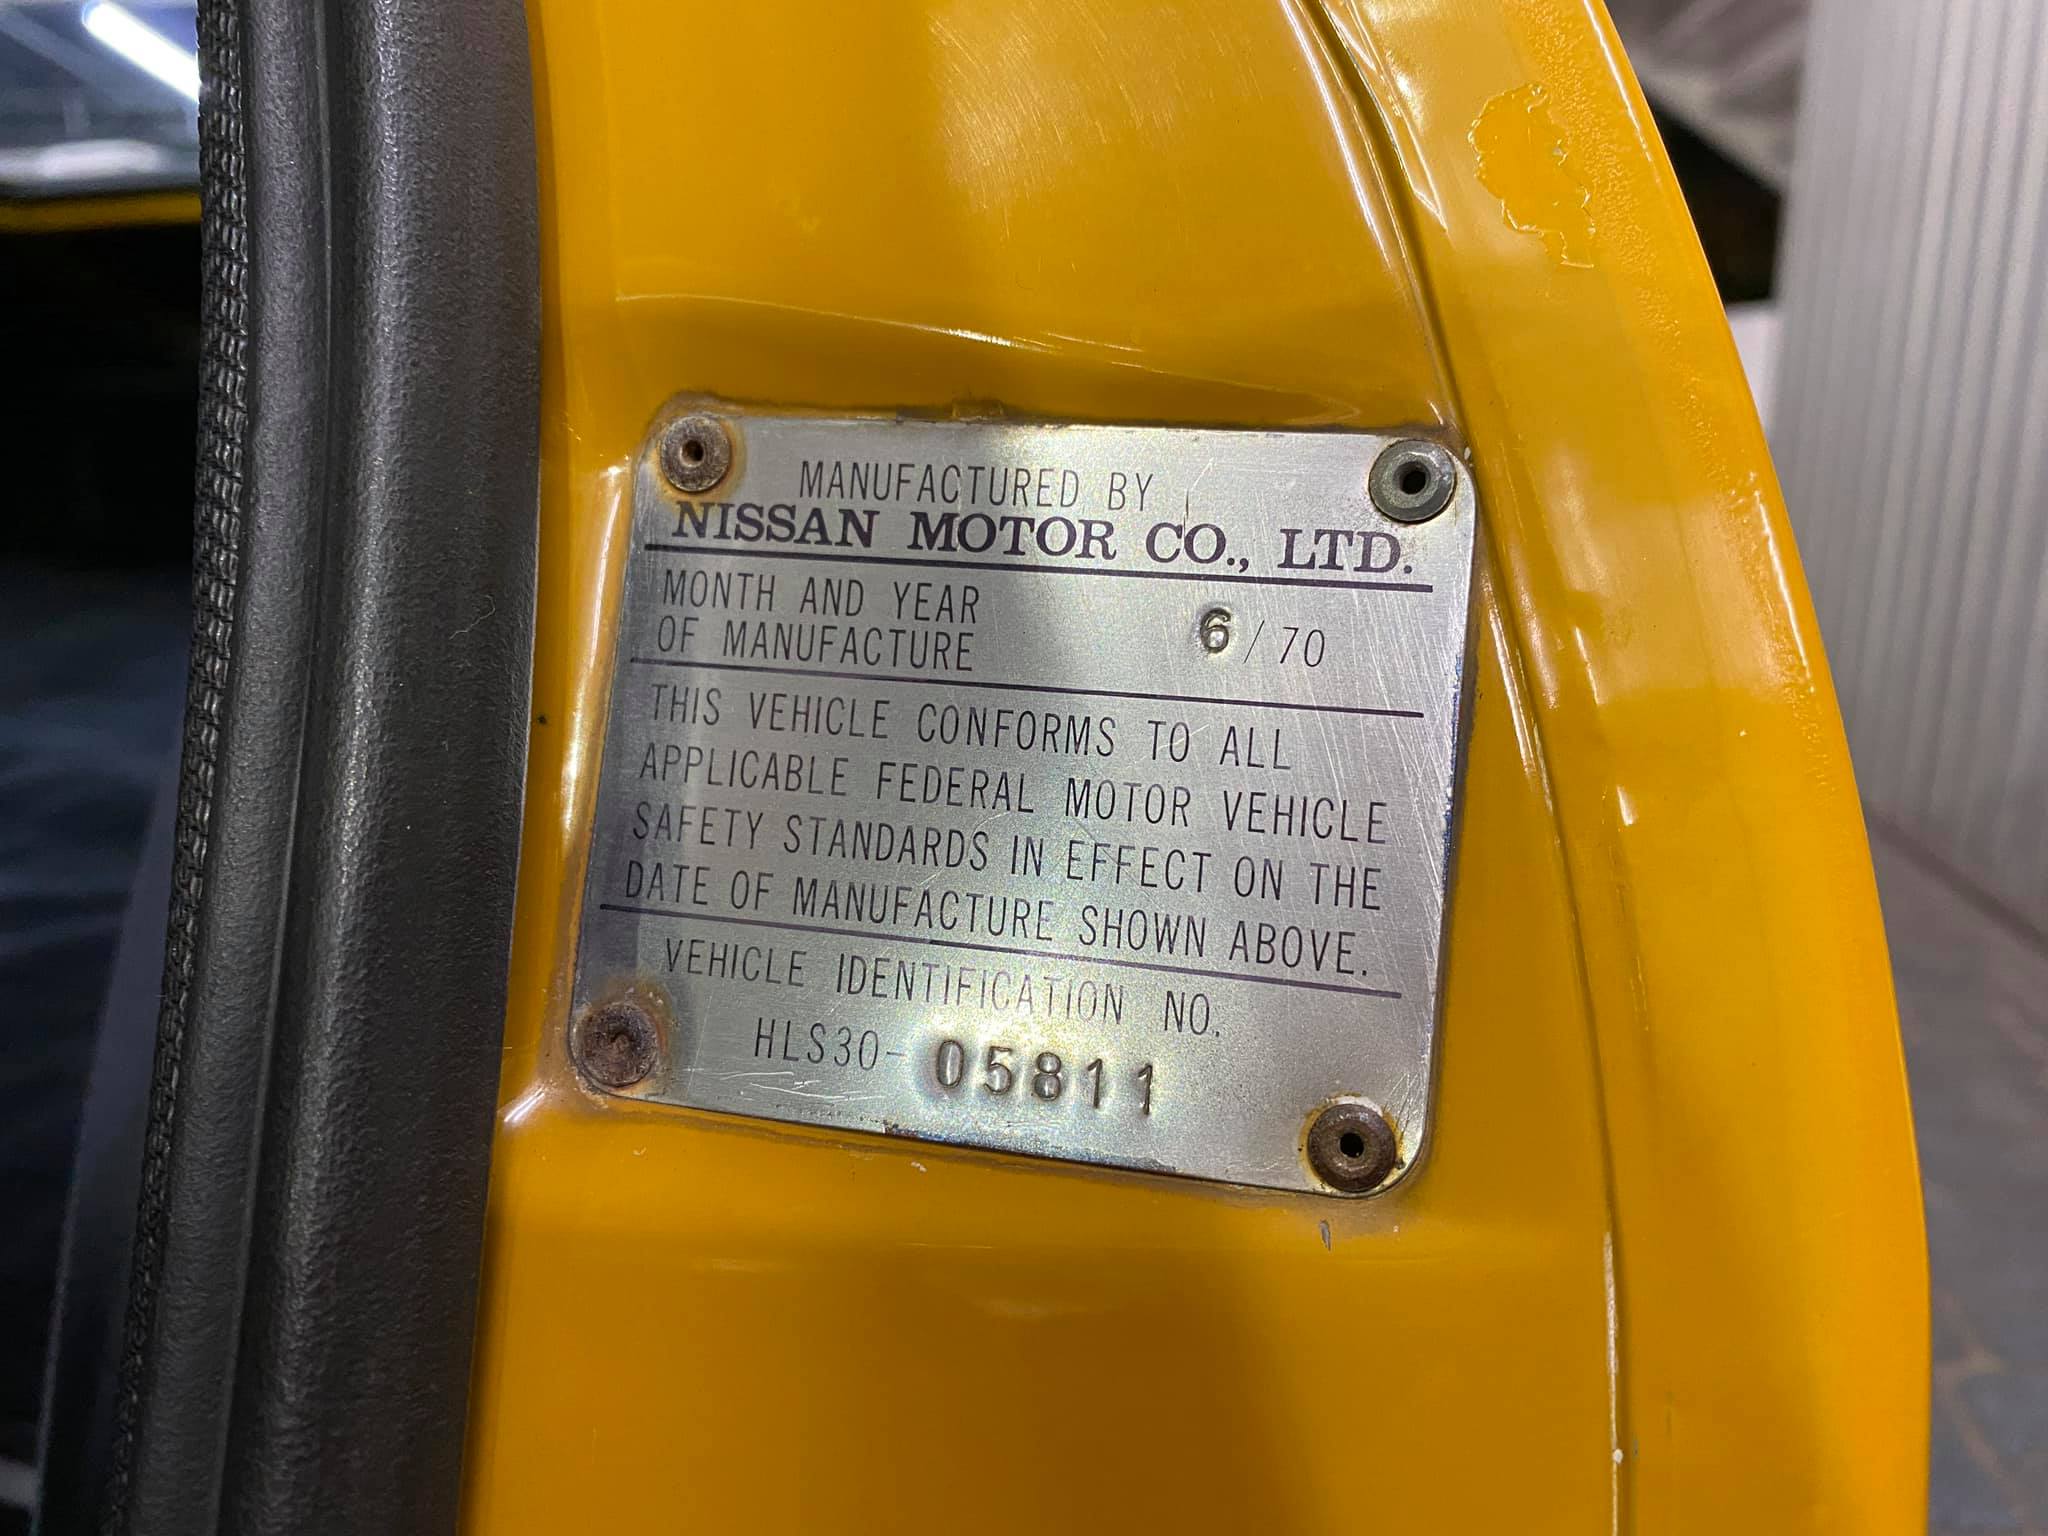 MANUFACTURED BY
NISSAN MOTOR CO., LTD.
MONTH AND YEAR
OF MANUFACTURE 6/70
THIS VEHICLE CONFORMS TO ALL
APPLICABLE FEDERAL MOTOR VEHICLE
SAFETY STANDARDS IN EFFECT ON THE
DATE OF MANUFACTURE SHOWN ABOVE.
VEHICLE IDENTIFICATION NO.
HLS30-05811